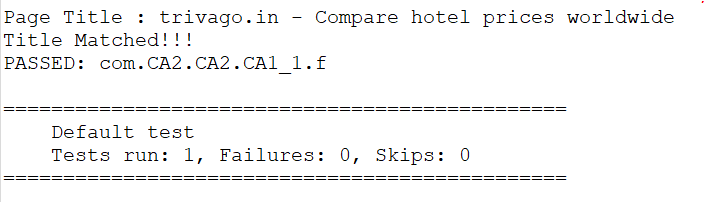 Page Title : trivago.in - Compare hotel prices worldwide
Title Matched!!!
PASSED: com.CA2.CA2.CA1_1.f
===============================================
    Default test
    Tests run: 1, Failures: 0, Skips: 0
===============================================